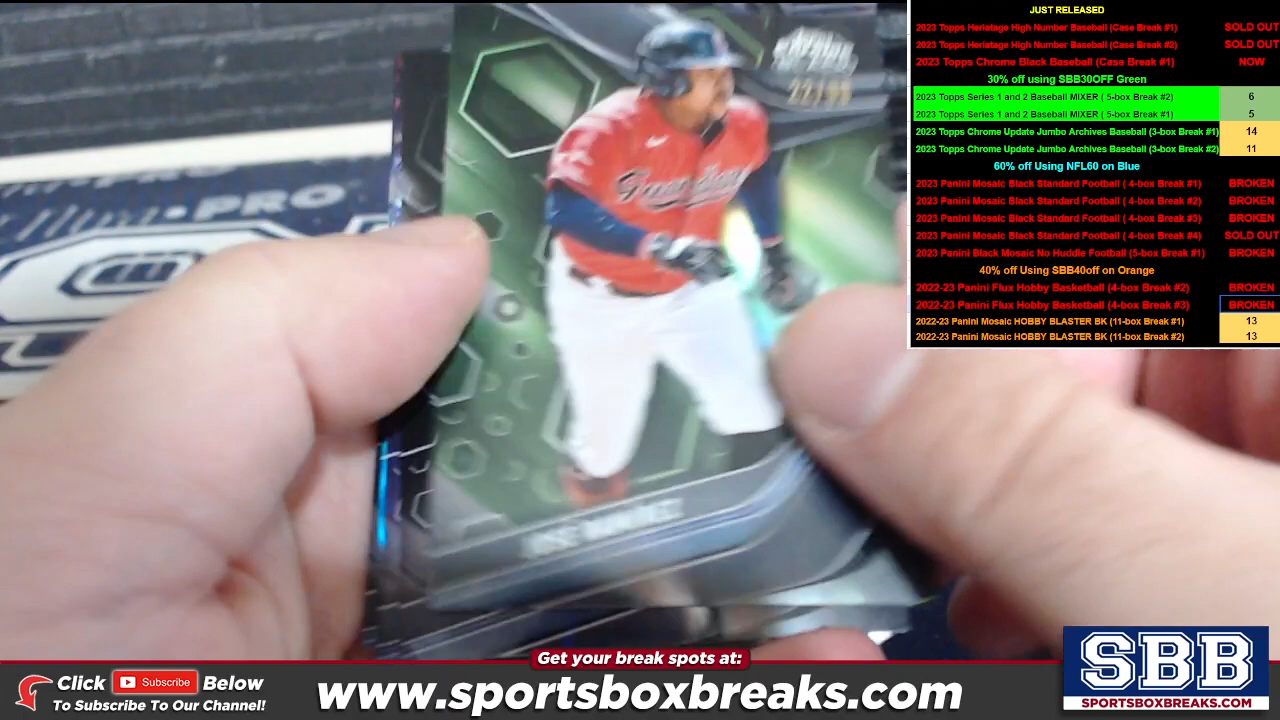 JUST RELEASED
2023 Topps Heriatage High Number Baseball (Case Break #1) SOLD OUT
2023 Topps Heriatage High Number Baseball (Case Break #2) SOLD OUT
2023 Topps Chrome Black Baseball (Case Break #1) NOW
30% off using SBB30OFF Green
2023 Topps Series 1 and 2 Baseball MIXER ( 5-box Break #2) 6
2023 Topps Series 1 and 2 Baseball MIXER ( 5-box Break #1) 5
2023 Topps Chrome Update Jumbo Archives Baseball (3-box Break #1) 14
2023 Topps Chrome Update Jumbo Archives Baseball (3-box Break #2) 11
60% off Using NFL60 on Blue
2023 Panini Mosaic Black Standard Football ( 4-box Break #1) BROKEN
2023 Panini Mosaic Black Standard Football ( 4-box Break #2) BROKEN
2023 Panini Mosaic Black Standard Football ( 4-box Break #3) BROKEN
2023 Panini Mosaic Black Standard Football ( 4-box Break #4) SOLD OUT
2023 Panini Black Mosaic No Huddle Football (5-box Break #1) BROKEN
40% off Using SBB40off on Orange
2022-23 Panini Flux Hobby Basketball (4-box Break #2) BROKEN
2022-23 Panini Flux Hobby Basketball (4-box Break #3) BROKEN
2022-23 Panini Mosaic HOBBY BLASTER BK (11-box Break #1) 13
2022-23 Panini Mosaic HOBBY BLASTER BK (11-box Break #2) 13
PRO
Guardians
Get your break spots at:
Click Subscribe Below
To Subscribe To Our Channel!
www.sportsboxbreaks.com
SBB
SPORTSBOXBREAKS.COM